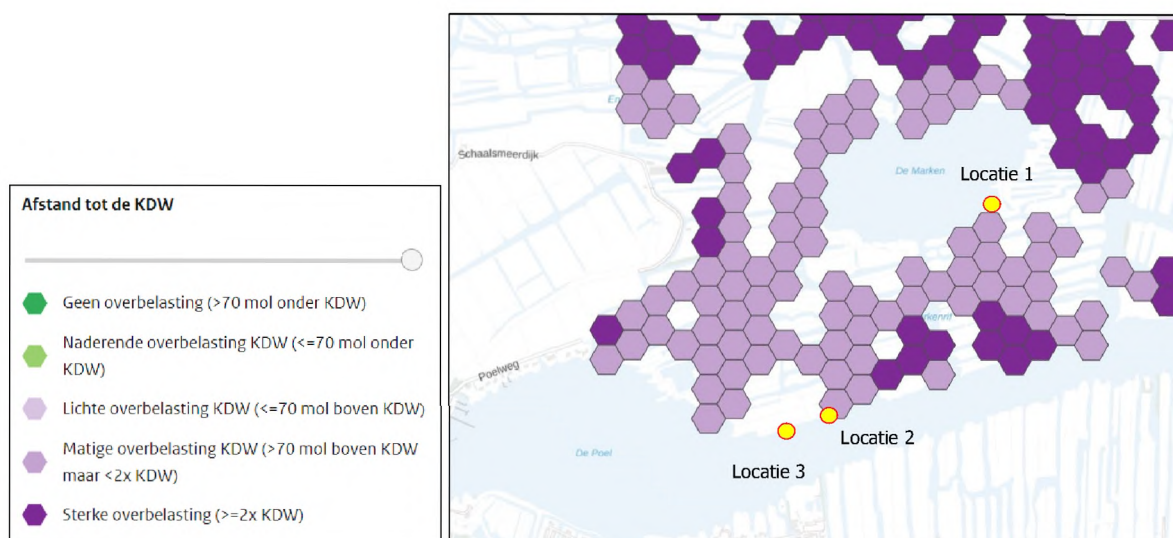 Afstand tot de KDW
Geen overbelasting (>70 mol onder KDW)
Naderende overbelasting KDW (<=70 mol onder
KDW)
Lichte overbelasting KDW (<=70 mol boven KDW)
Matige overbelasting KDW (>70 mol boven KDW
maar <2x KDW)
Sterke overbelasting (>=2x KDW)
Schaalsmeerdijk
De Marken
Locatie 1
Poelweg
Locatie 2
De Poel
Locatie 3